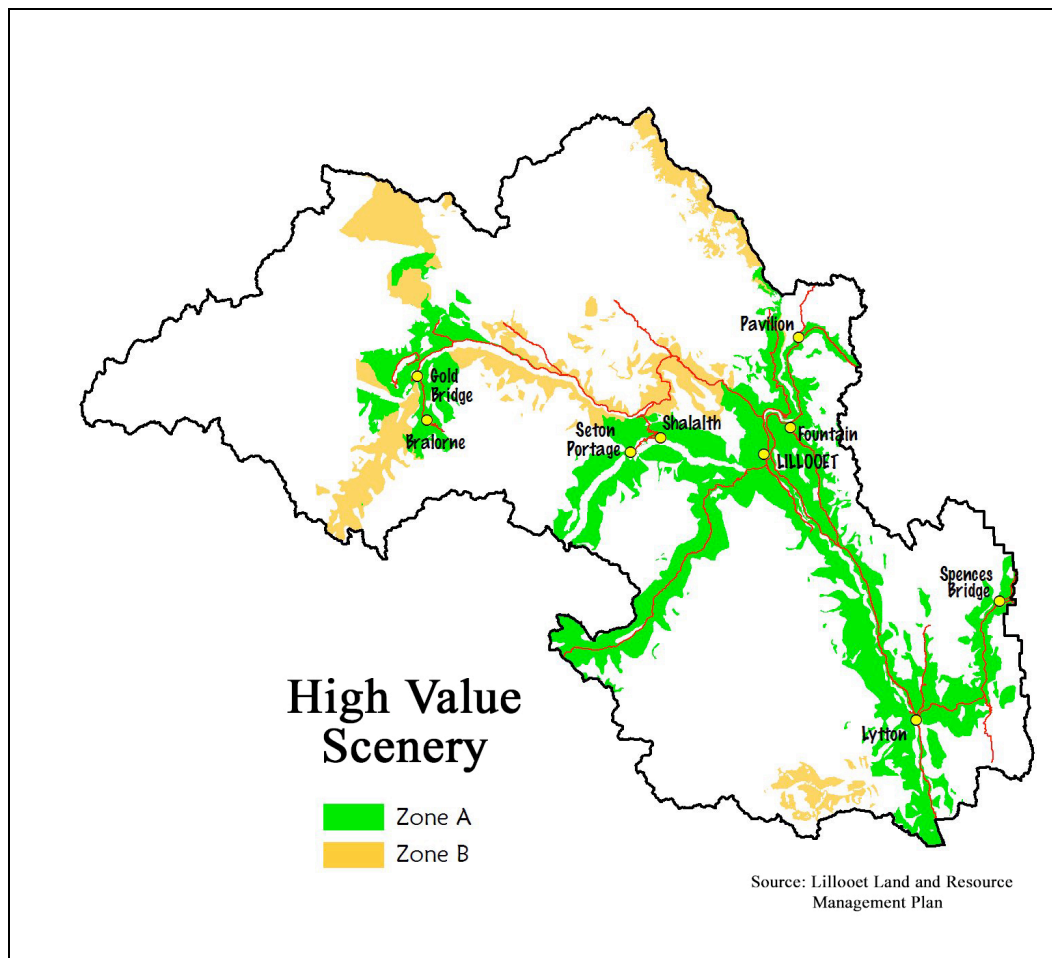 Pavilion
Gold
Bridge
Bralorne
Seton
Portage
Shalalth
Fountain
LILLOOET
Spences
Bridge
Lytton
High Value
Scenery
Zone A
Zone B
Source: Lillooet Land and Resource
Management Plan